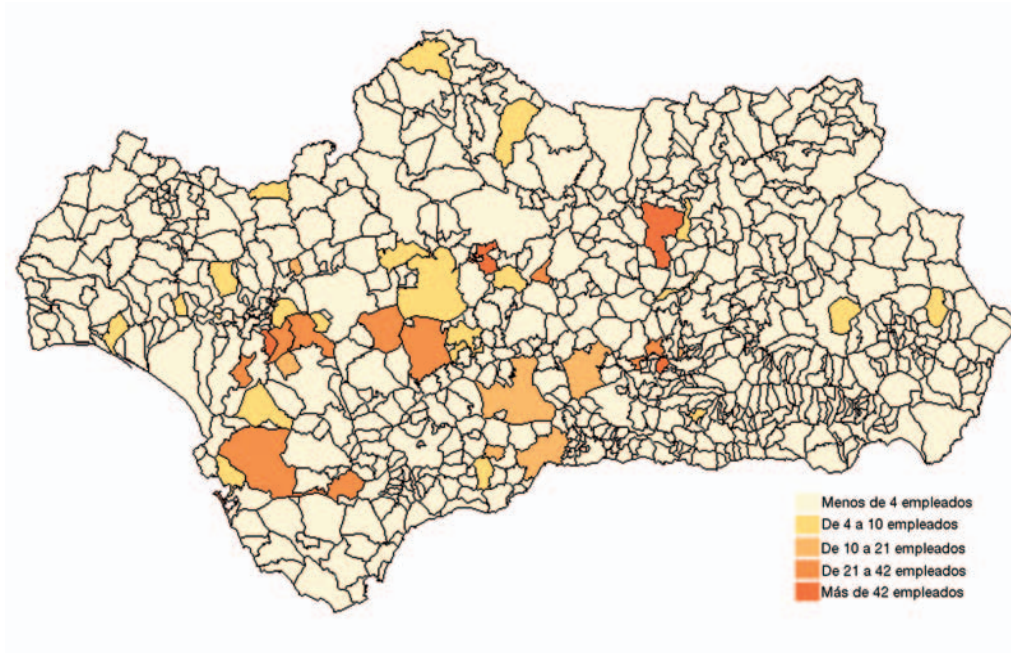 Menos de 4 empleados
De 4 a 10 empleados
De 10 a 21 empleados
De 21 a 42 empleados
Más de 42 empleados